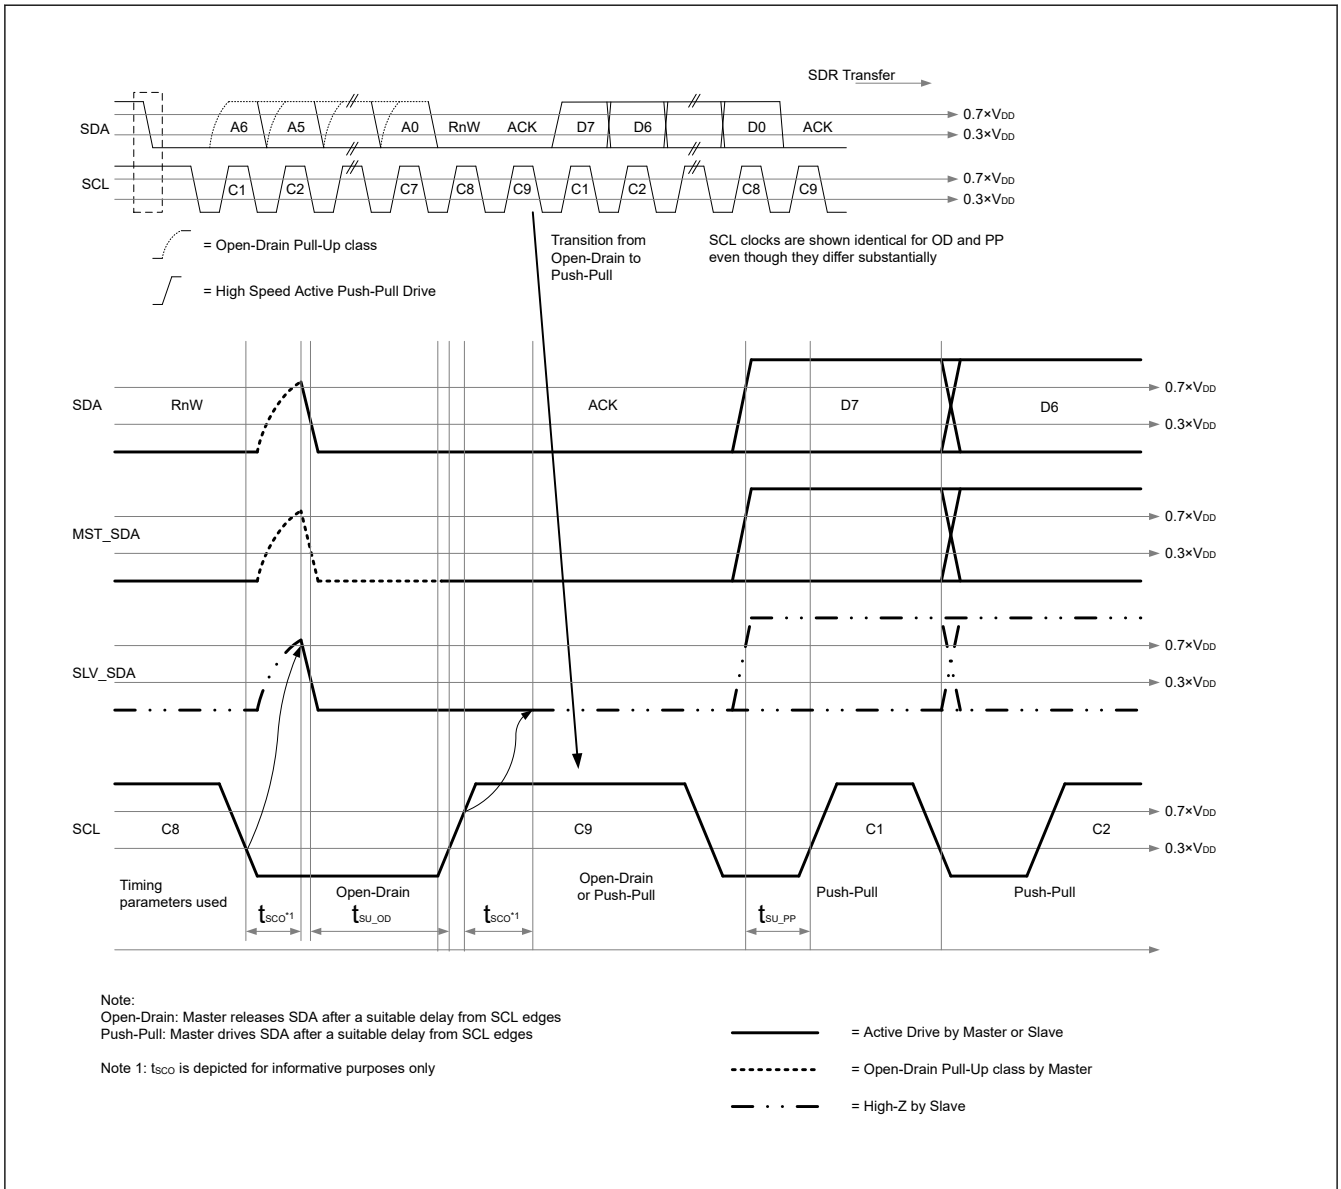 SDR Transfer
SDA
A6
A5
A0
RnW
ACK
D7
D6
D0
ACK
0.7×VDD
0.3×VDD
SCL
C1
C2
C7
C8
C9
C1
C2
C8
C9
0.7×VDD
0.3×VDD
= Open-Drain Pull-Up class
= High Speed Active Push-Pull Drive
Transition from
Open-Drain to
Push-Pull
SCL clocks are shown identical for OD and PP
even though they differ substantially
SDA
RnW
ACK
D7
D6
0.7×VDD
0.3×VDD
MST_SDA
0.7×VDD
0.3×VDD
SLV_SDA
0.7×VDD
0.3×VDD
SCL
C8
C9
C1
C2
0.7×VDD
0.3×VDD
Timing
parameters used
Open-Drain
Open-Drain
or Push-Pull
Push-Pull
Push-Pull
tSCO*1
tSU_OD
tSCO*1
tSU_PP
Note:
Open-Drain: Master releases SDA after a suitable delay from SCL edges
Push-Pull: Master drives SDA after a suitable delay from SCL edges
Note 1: tSCO is depicted for informative purposes only
= Active Drive by Master or Slave
= Open-Drain Pull-Up class by Master
= High-Z by Slave